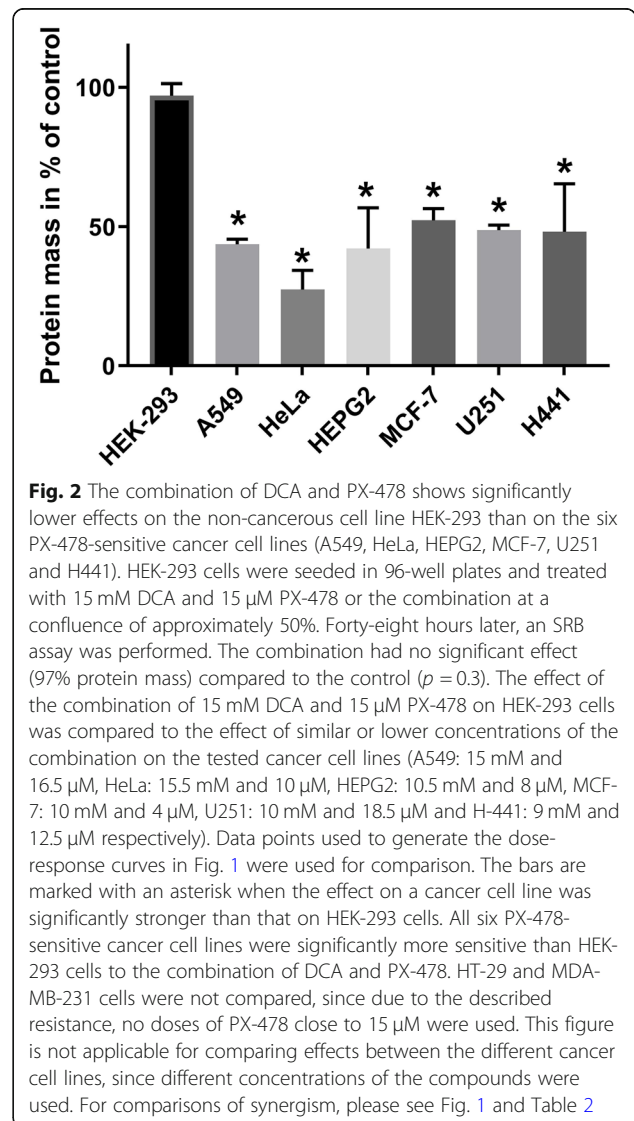 Protein mass in % of control
100
50
0
*
*
*
*
*
*
HEK-293
A549
HeLa
HEPG2
MCF-7
U251
H441
Fig. 2 The combination of DCA and PX-478 shows significantly
lower effects on the non-cancerous cell line HEK-293 than on the six
PX-478-sensitive cancer cell lines (A549, HeLa, HEPG2, MCF-7, U251
and H441). HEK-293 cells were seeded in 96-well plates and treated
with 15 mM DCA and 15 μM PX-478 or the combination at a
confluence of approximately 50%. Forty-eight hours later, an SRB
assay was performed. The combination had no significant effect
(97% protein mass) compared to the control (p = 0.3). The effect of
the combination of 15 mM DCA and 15 μM PX-478 on HEK-293 cells
was compared to the effect of similar or lower concentrations of the
combination on the tested cancer cell lines (A549: 15 mM and
16.5 μM, HeLa: 15.5 mM and 10 μM, HEPG2: 10.5 mM and 8 μM, MCF-
7: 10 mM and 4 μM, U251: 10 mM and 18.5 μM and H-441: 9 mM and
12.5 μM respectively). Data points used to generate the dose-
response curves in Fig. 1 were used for comparison. The bars are
marked with an asterisk when the effect on a cancer cell line was
significantly stronger than that on HEK-293 cells. All six PX-478-
sensitive cancer cell lines were significantly more sensitive than HEK-
293 cells to the combination of DCA and PX-478. HT-29 and MDA-
MB-231 cells were not compared, since due to the described
resistance, no doses of PX-478 close to 15 μM were used. This figure
is not applicable for comparing effects between the different cancer
cell lines, since different concentrations of the compounds were
used. For comparisons of synergism, please see Fig. 1 and Table 2